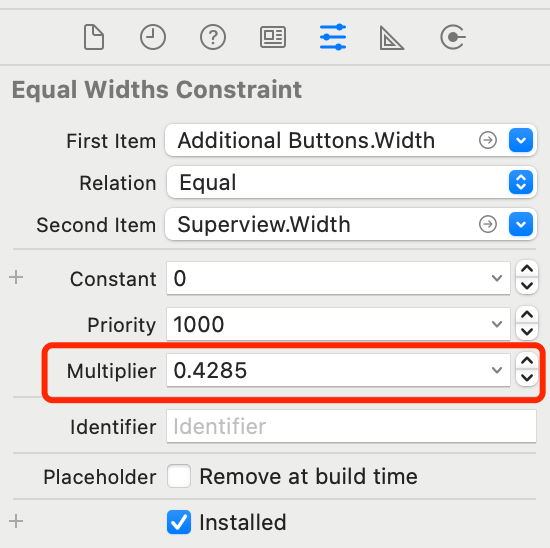 Equal Widths Constraint
First Item Additional Buttons.Width
Relation Equal
Second Item Superview.Width
Constant 0
Priority 1000
Multiplier 0.4285
Identifier Identifier
Placeholder Remove at build time
Installed